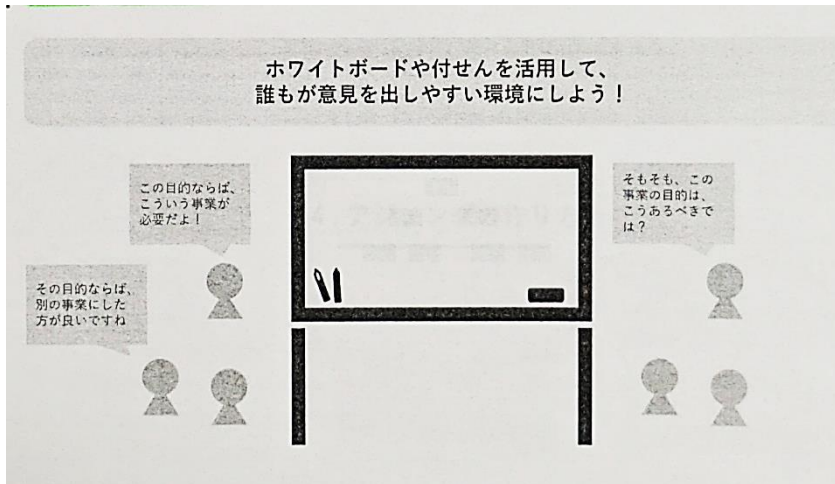 ホワイトボードや付せんを活用して、
誰もが意見を出しやすい環境にしよう！
この目的ならば、
こういう事業が
必要だよ！
そもそも、この
事業の目的は、
こうあるべきで
は？
その目的ならば、
別の事業にした
方が良いですね